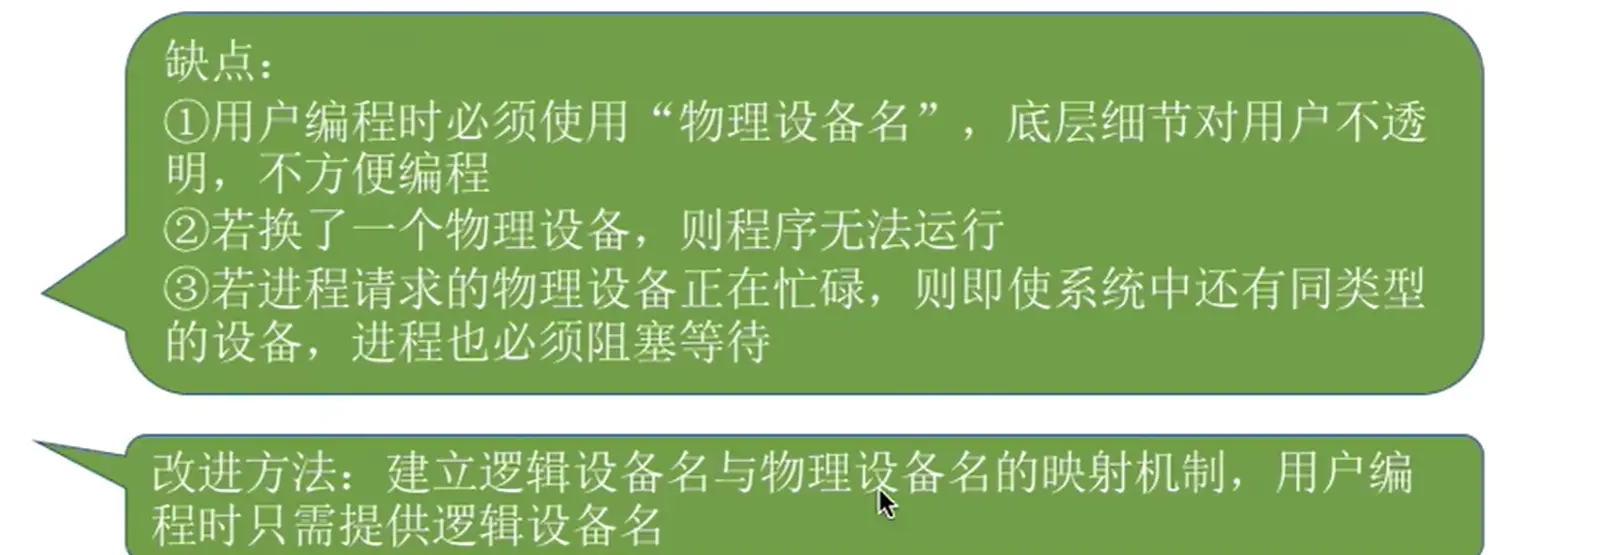 缺点：
①用户编程时必须使用“物理设备名”，底层细节对用户不透
明，不方便编程
②若换了一个物理设备，则程序无法运行
③若进程请求的物理设备正在忙碌，则即使系统中还有同类型
的设备，进程也必须阻塞等待
改进方法：建立逻辑设备名与物理设备名的映射机制，用户编
程时只需提供逻辑设备名